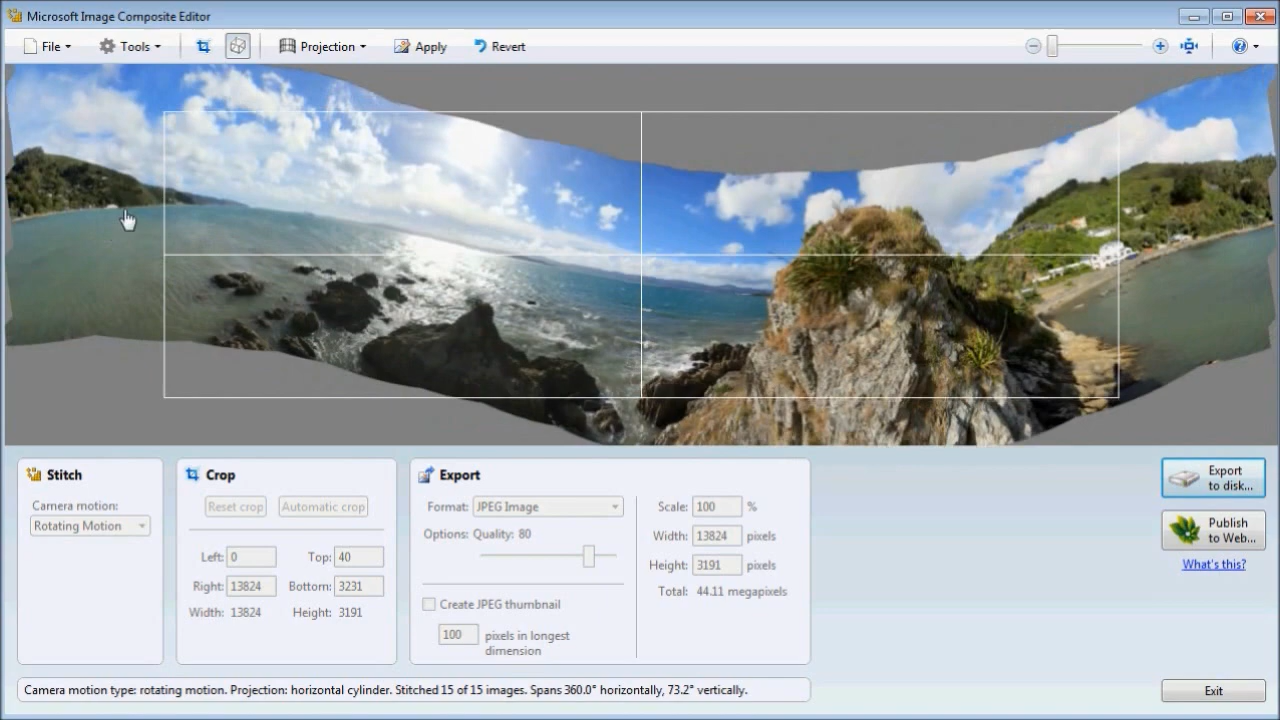 Microsoft Image Composite Editor
File Tools Projection Apply Revert
Stitch
Camera motion:
Rotating Motion
Crop
Reset crop Automatic crop
Left: 0 Top: 40
Right: 13824 Bottom: 3231
Width: 13824 Height: 3191
Export
Format: JPEG Image
Options: Quality: 80
Create JPEG thumbnail
100 pixels in longest
dimension
Scale: 100 %
Width: 13824 pixels
Height: 3191 pixels
Total: 44.11 megapixels
Export
to disk...
Publish
to Web...
What's this?
Camera motion type: rotating motion. Projection: horizontal cylinder. Stitched 15 of 15 images. Spans 360.0° horizontally, 73.2° vertically.
Exit